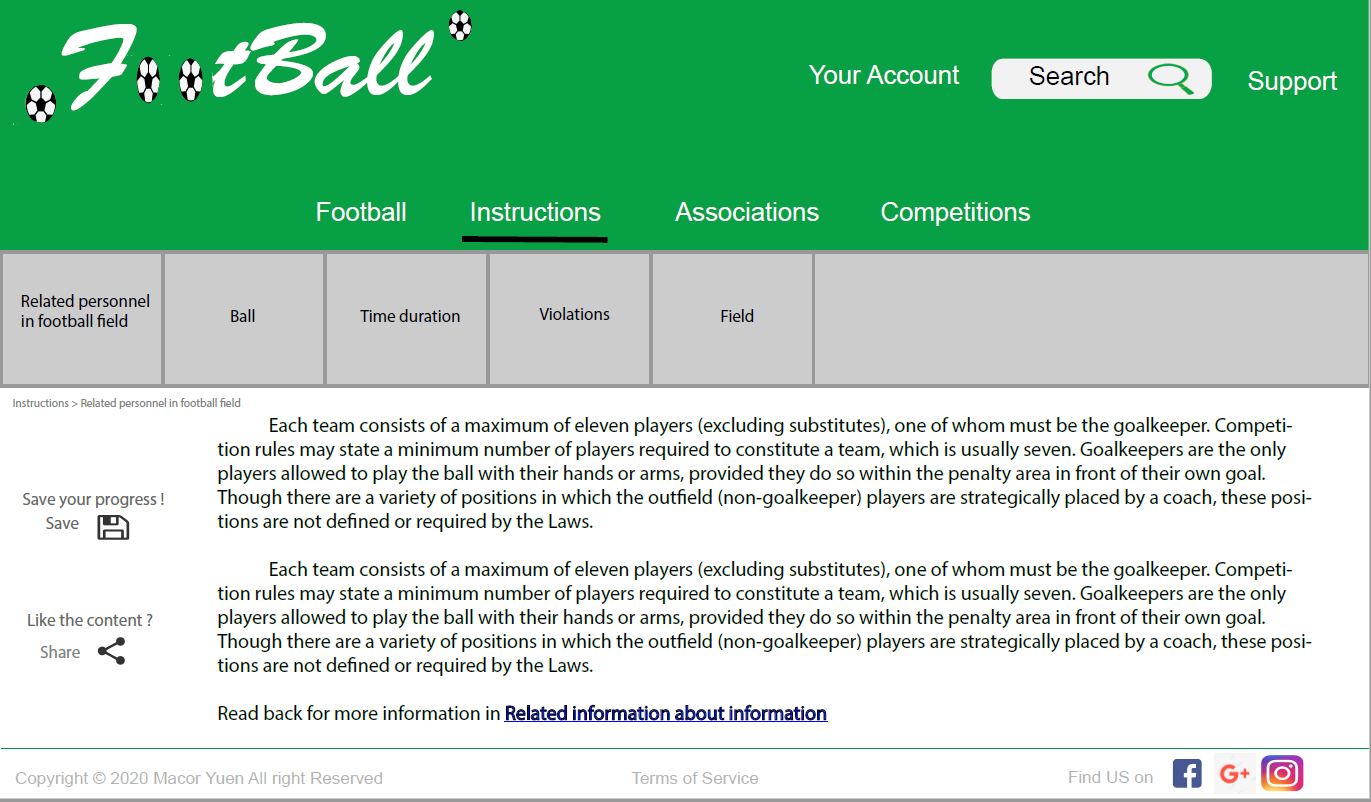 FootBall
Your Account
Search
Support
Football
Instructions
Associations
Competitions
Related personnel
in football field
Ball
Time duration
Violations
Field
Instructions > Related personnel in football field
Each team consists of a maximum of eleven players (excluding substitutes), one of whom must be the goalkeeper. Competi-
tion rules may state a minimum number of players required to constitute a team, which is usually seven. Goalkeepers are the only
players allowed to play the ball with their hands or arms, provided they do so within the penalty area in front of their own goal.
Though there are a variety of positions in which the outfield (non-goalkeeper) players are strategically placed by a coach, these posi-
tions are not defined or required by the Laws.
Save your progress !
Save
Each team consists of a maximum of eleven players (excluding substitutes), one of whom must be the goalkeeper. Competi-
tion rules may state a minimum number of players required to constitute a team, which is usually seven. Goalkeepers are the only
players allowed to play the ball with their hands or arms, provided they do so within the penalty area in front of their own goal.
Though there are a variety of positions in which the outfield (non-goalkeeper) players are strategically placed by a coach, these posi-
tions are not defined or required by the Laws.
Like the content ?
Share
Read back for more information in Related information about information
Copyright © 2020 Macor Yuen All right Reserved
Terms of Service
Find US on
f
G+